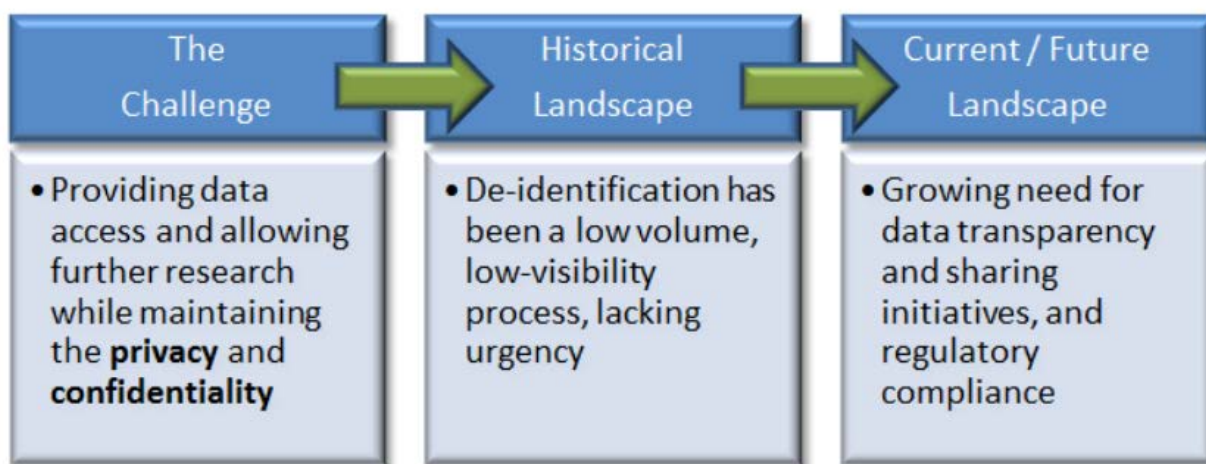 The
Challenge
• Providing data
access and allowing
further research
while maintaining
the privacy and
confidentiality
Historical
Landscape
• De-identification has
been a low volume,
low-visibility
process, lacking
urgency
Current / Future
Landscape
• Growing need for
data transparency
and sharing
initiatives, and
regulatory
compliance